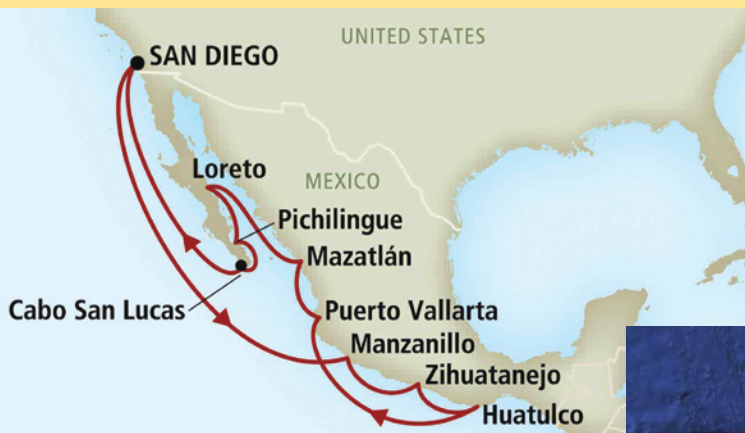 UNITED STATES
SAN DIEGO
Loreto
MEXICO
Pichilingue
Mazatlán
Cabo San Lucas
Puerto Vallarta
Manzanillo
Zihuatanejo
Huatulco